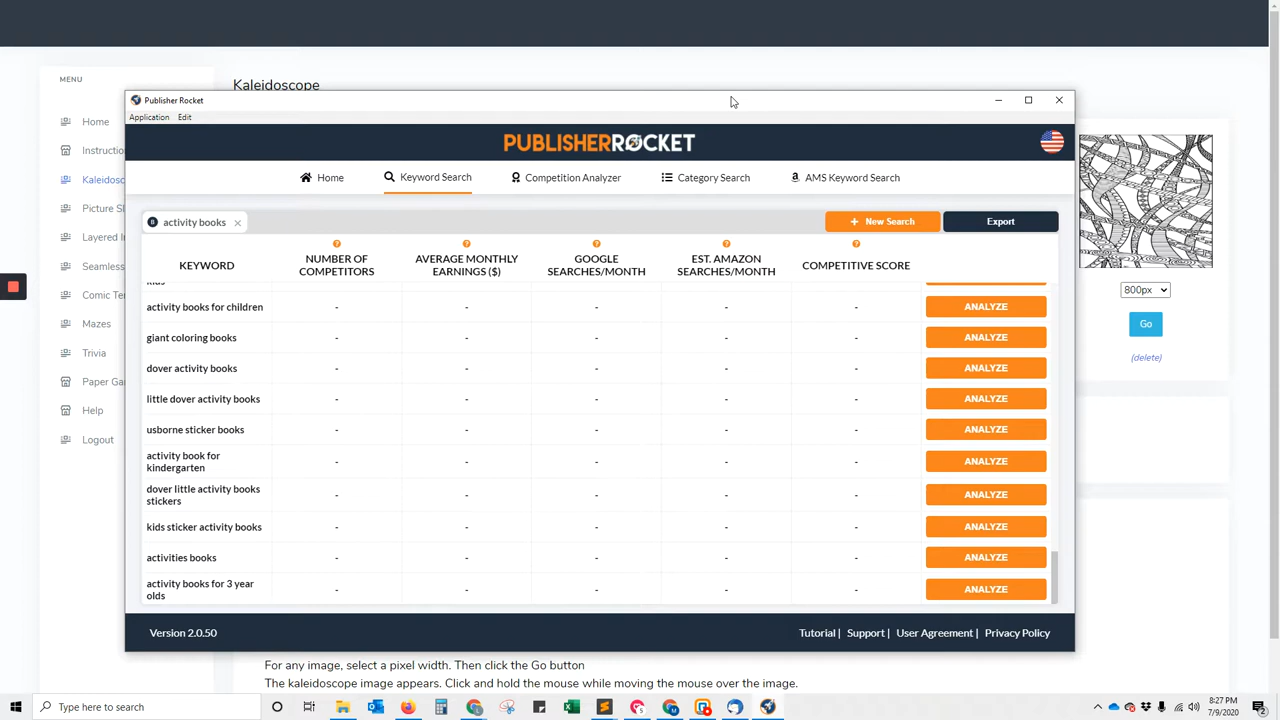 Kaleidoscope
MENU
Home
Instructio
Kaleidosc
Picture Sl
Layered I
Seamless
Comic Te
Mazes
Trivia
Paper Ga
Help
Logout
Publisher Rocket
Application Edit
PUBLISHERROCKET
Home Keyword Search Competition Analyzer Category Search AMS Keyword Search
activity books
+ New Search Export
KEYWORD
NUMBER OF
COMPETITORS
AVERAGE MONTHLY
EARNINGS ($)
GOOGLE
SEARCHES/MONTH
EST. AMAZON
SEARCHES/MONTH
COMPETITIVE SCORE
kids
activity books for children - - - - - ANALYZE
giant coloring books - - - - - ANALYZE
dover activity books - - - - - ANALYZE
little dover activity books - - - - - ANALYZE
usborne sticker books - - - - - ANALYZE
activity book for
kindergarten - - - - - ANALYZE
dover little activity books
stickers - - - - - ANALYZE
kids sticker activity books - - - - - ANALYZE
activities books - - - - - ANALYZE
activity books for 3 year
olds - - - - - ANALYZE
Version 2.0.50
Tutorial | Support | User Agreement | Privacy Policy
800px
Go
(delete)
For any image, select a pixel width. Then click the Go button
The kaleidoscope image appears. Click and hold the mouse while moving the mouse over the image.
Type here to search
8:27 PM
7/9/2020